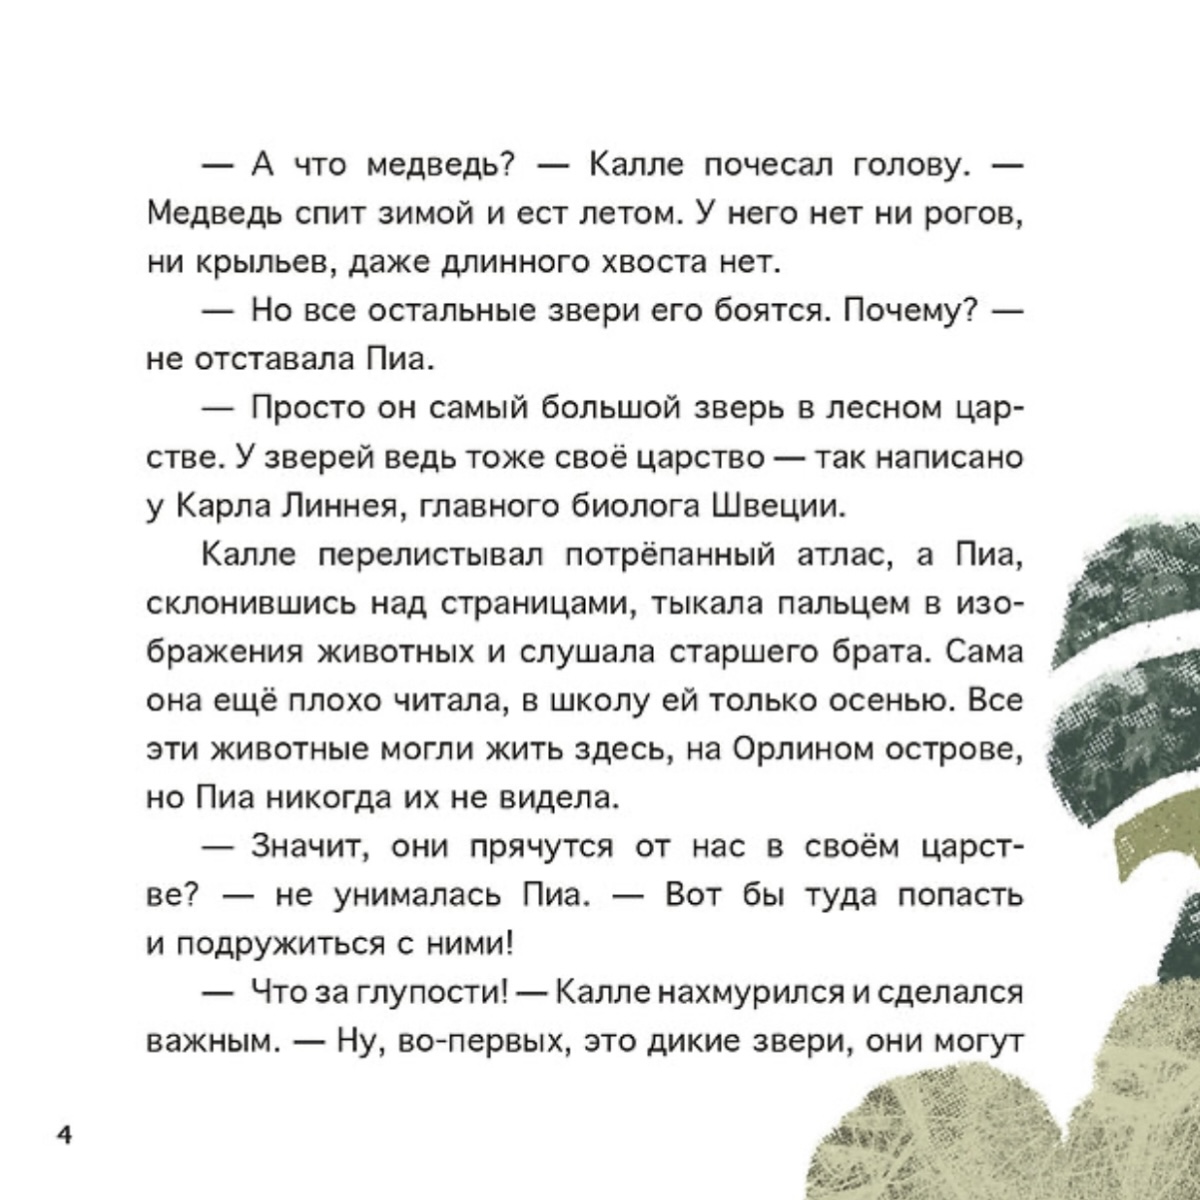 — А что медведь? — Калле почесал голову. —
Медведь спит зимой и ест летом. У него нет ни рогов,
ни крыльев, даже длинного хвоста нет.
— Но все остальные звери его боятся. Почему? —
не отставала Пиа.
— Просто он самый большой зверь в лесном цар-
стве. У зверей ведь тоже своё царство — так написано
у Карла Линнея, главного биолога Швеции.
Калле перелистывал потрёпанный атлас, а Пиа,
склонившись над страницами, тыкала пальцем в изо-
бражения животных и слушала старшего брата. Сама
она ещё плохо читала, в школу ей только осенью. Все
эти животные могли жить здесь, на Орлином острове,
но Пиа никогда их не видела.
— Значит, они прячутся от нас в своём царст-
ве? — не унималась Пиа. — Вот бы туда попасть
и подружиться с ними!
— Что за глупости! — Калле нахмурился и сделался
важным. — Ну, во-первых, это дикие звери, они могут
4